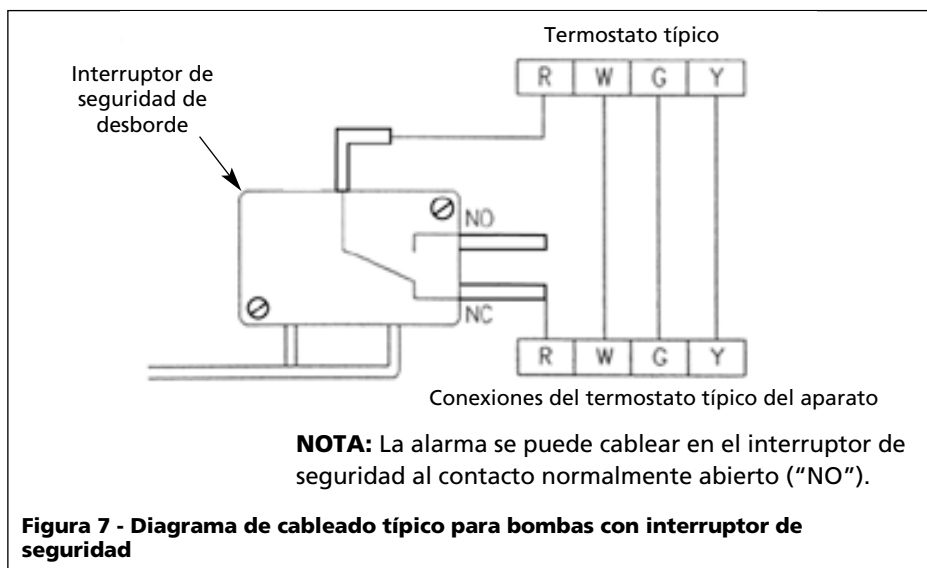 Termostato típico
Interruptor de
seguridad de
desborde
R W G Y
NO
NC
R W G Y
Conexiones del termostato típico del aparato
NOTA: La alarma se puede cablear en el interruptor de
seguridad al contacto normalmente abierto (“NO”).
Figura 7 - Diagrama de cableado típico para bombas con interruptor de
seguridad